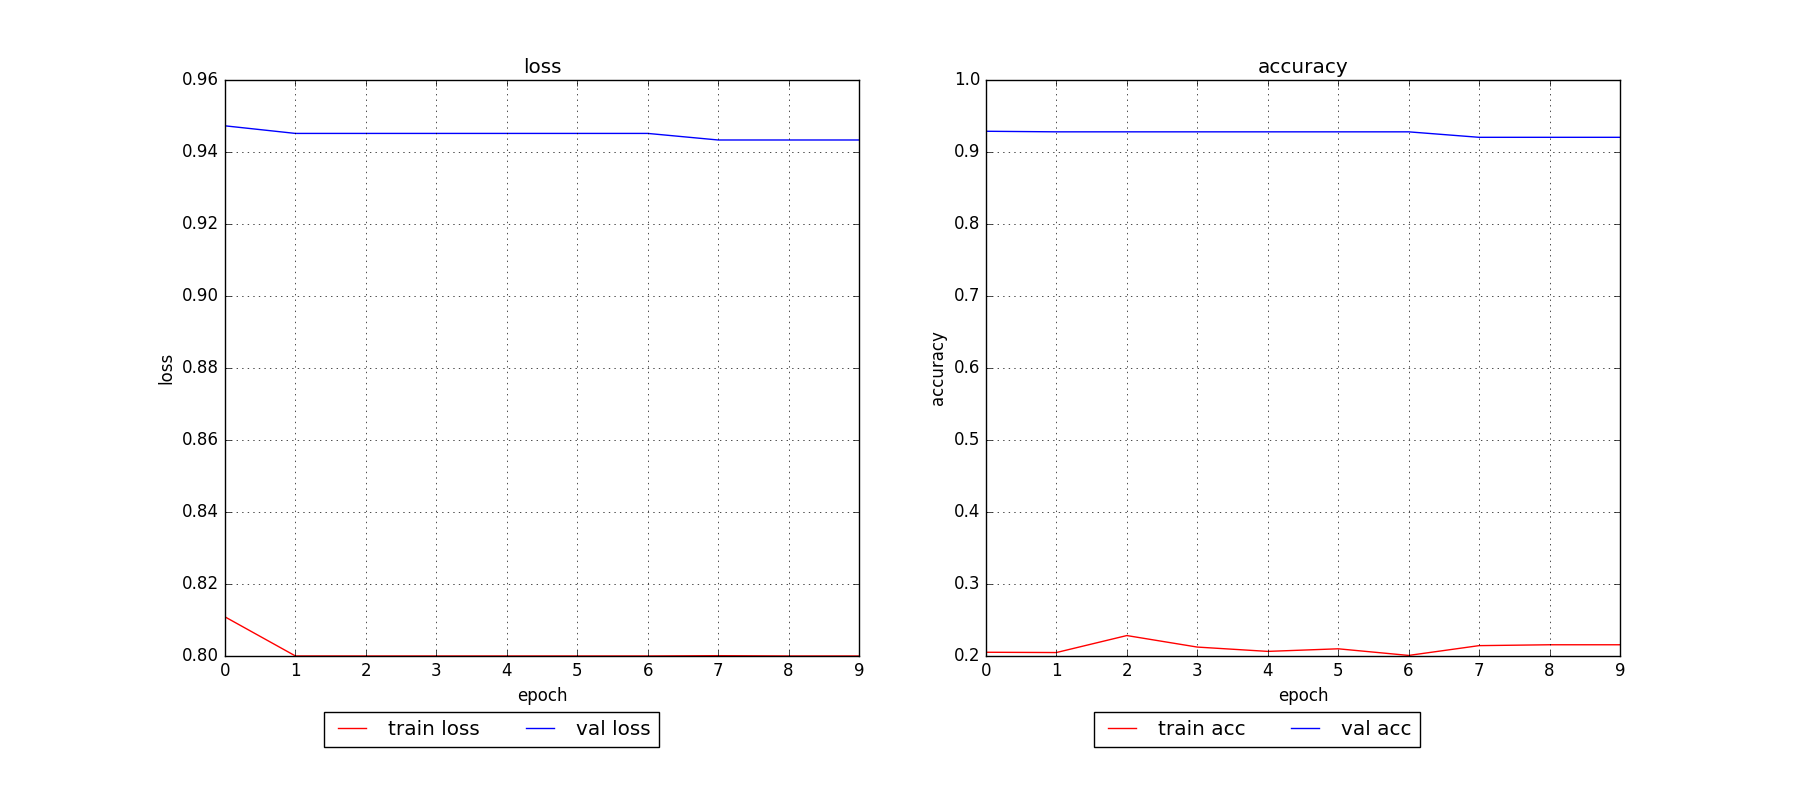 loss
0.96
0.94
0.92
0.90
0.88
0.86
0.84
0.82
0.80
loss
0 1 2 3 4 5 6 7 8 9
epoch
train loss val loss
accuracy
1.0
0.9
0.8
0.7
0.6
0.5
0.4
0.3
0.2
accuracy
0 1 2 3 4 5 6 7 8 9
epoch
train acc val acc